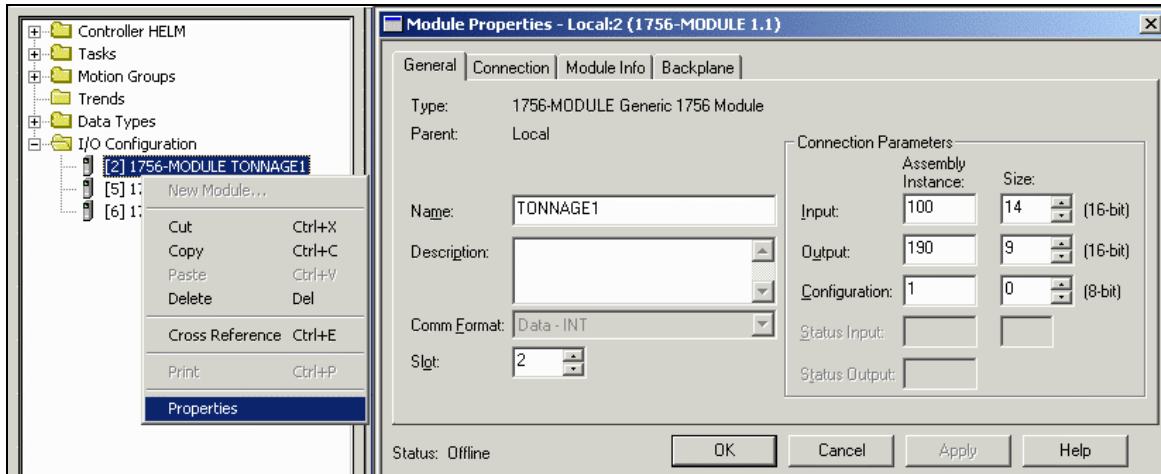 Controller HELM
Tasks
Motion Groups
Trends
Data Types
I/O Configuration
[2] 1756-MODULE TONNAGE1
[5] 17
[6] 17
New Module...
Cut Ctrl+X
Copy Ctrl+C
Paste Ctrl+V
Delete Del
Cross Reference Ctrl+E
Print Ctrl+P
Properties
Module Properties - Local:2 (1756-MODULE 1.1)
General Connection Module Info Backplane
Type: 1756-MODULE Generic 1756 Module
Parent: Local
Name: TONNAGE1
Description:
Comm Format: Data - INT
Slot: 2
Connection Parameters
Assembly
Instance: Size:
Input: 100 14 (16-bit)
Output: 190 9 (16-bit)
Configuration: 1 0 (8-bit)
Status Input:
Status Output:
Status: Offline
OK Cancel Apply Help